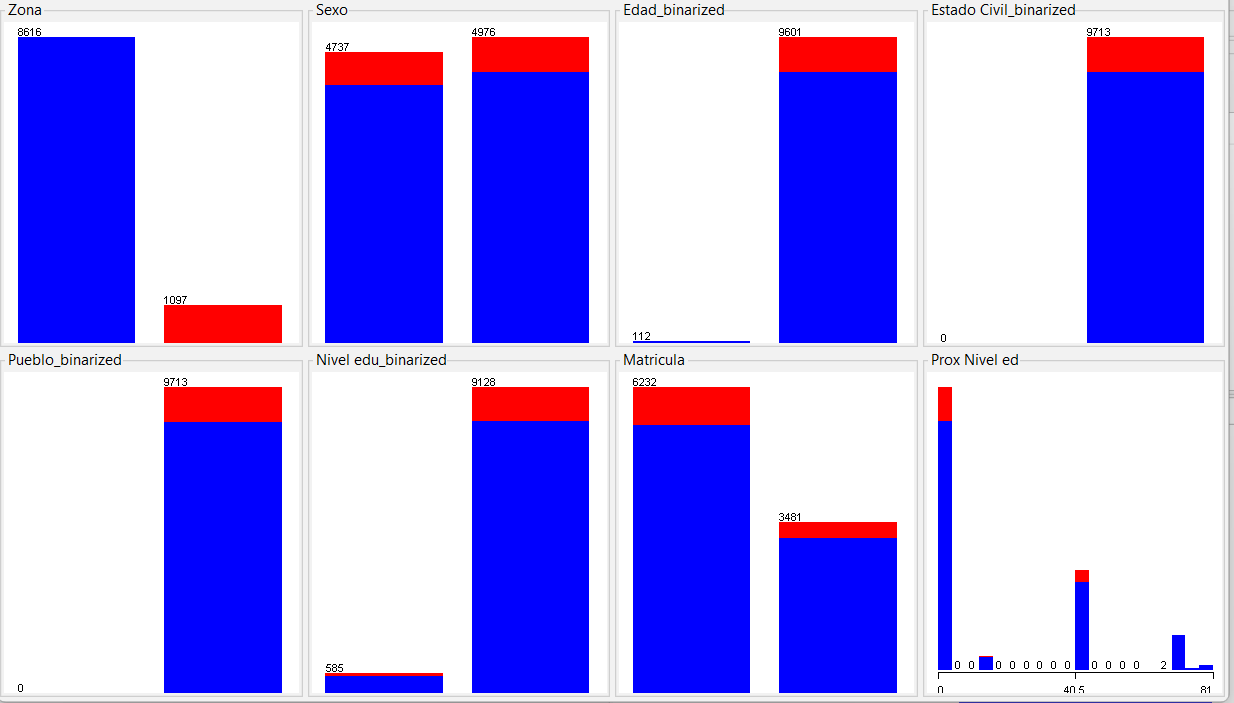 Zona
8616
1097
Sexo
4737
4976
Edad_binarized
112
9601
Estado Civil_binarized
0
9713
Pueblo_binarized
0
9713
Nivel edu_binarized
585
9128
Matricula
6232
3481
Prox Nivel ed
0 0 0 0 0 0 0 0 0 0 0 0 2
0 40.5 81